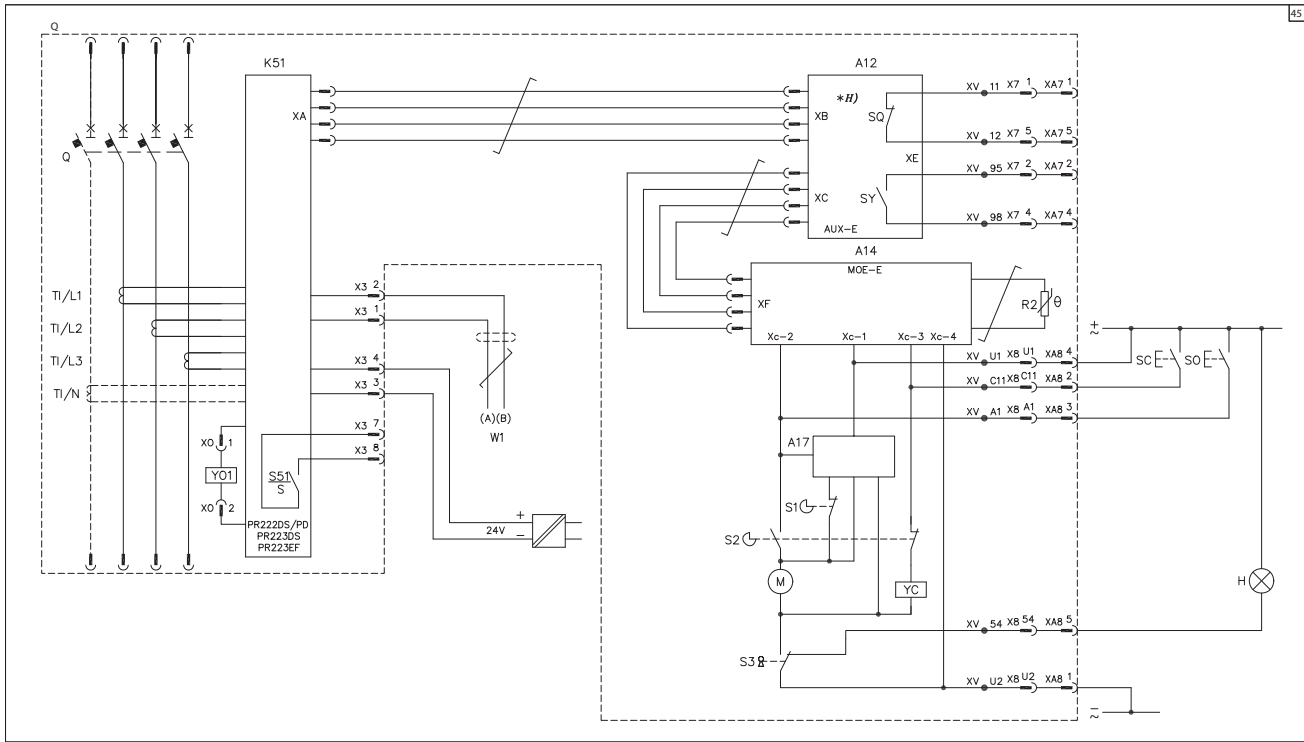 45
Q
K51
A12
XA
*H)
XB
SQ
XE
XC
SY
AUX-E
XV 11 X7 1 XA7 1
XV 12 X7 5 XA7 5
XV 95 X7 2 XA7 2
XV 98 X7 4 XA7 4
Q
A14
MOE-E
XF
R2 θ
Xc-2 Xc-1 Xc-3 Xc-4
TI/L1
TI/L2
TI/L3
TI/N
X3 2
X3 1
X3 4
X3 3
X3 7
X3 8
(A)(B)
W1
+
~
XV U1 X8 U1 XA8 4
XV C11 X8 C11 XA8 2
XV A1 X8 A1 XA8 3
SC
SO
XO 1
YO1
XO 2
S51
S
PR222DS/PD
PR223DS
PR223EF
+
24V
−
A17
S1
S2
M
YC
H
XV 54 X8 54 XA8 5
S3
XV U2 X8 U2 XA8 1
−
~